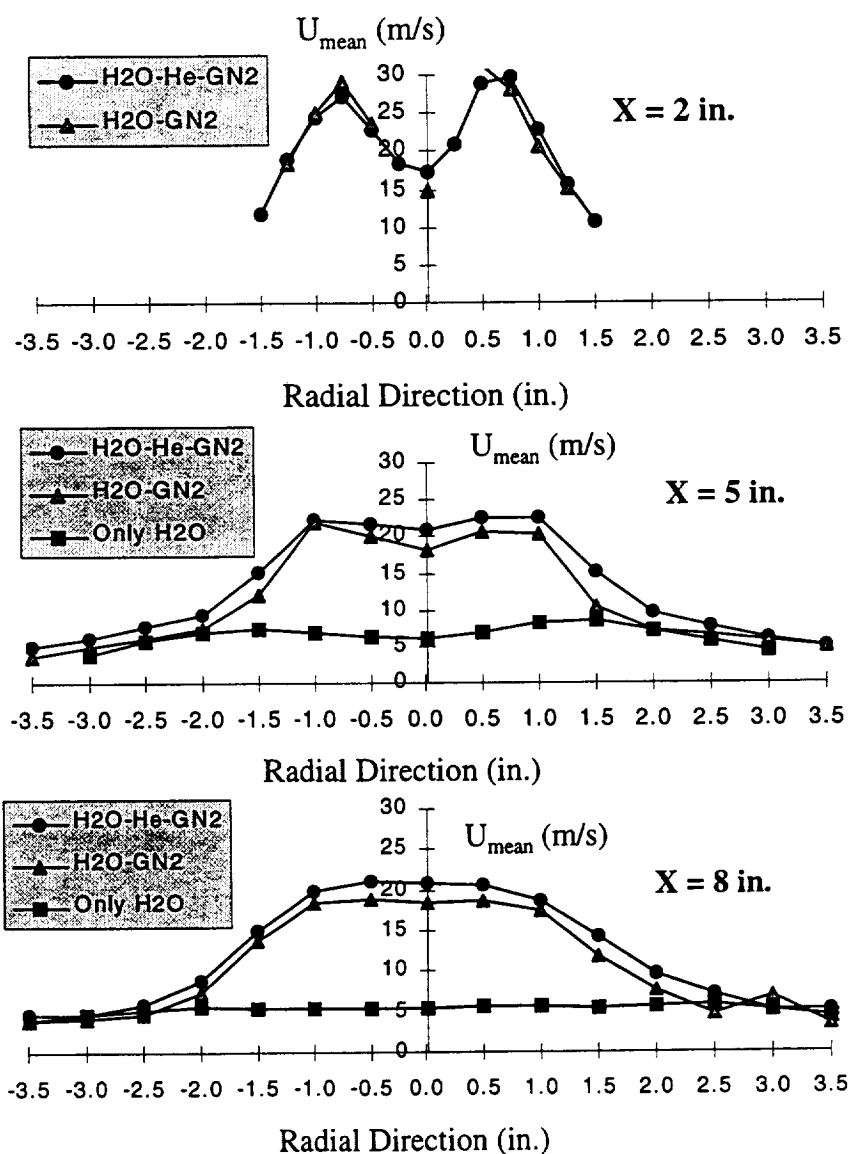 U_mean (m/s)
H2O-He-GN2
H2O-GN2
X = 2 in.
30
25
20
15
10
5
0
-3.5 -3.0 -2.5 -2.0 -1.5 -1.0 -0.5 0.0 0.5 1.0 1.5 2.0 2.5 3.0 3.5
Radial Direction (in.)
H2O-He-GN2
H2O-GN2
Only H2O
U_mean (m/s)
X = 5 in.
30
25
20
15
10
5
0
-3.5 -3.0 -2.5 -2.0 -1.5 -1.0 -0.5 0.0 0.5 1.0 1.5 2.0 2.5 3.0 3.5
Radial Direction (in.)
H2O-He-GN2
H2O-GN2
Only H2O
U_mean (m/s)
X = 8 in.
30
25
20
15
10
5
0
-3.5 -3.0 -2.5 -2.0 -1.5 -1.0 -0.5 0.0 0.5 1.0 1.5 2.0 2.5 3.0 3.5
Radial Direction (in.)